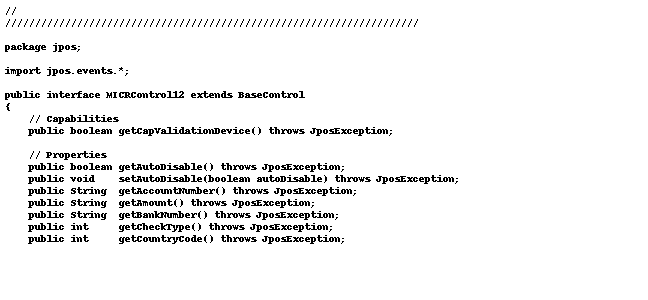 //
//////////////////////////////////////////////////////////////////////
package jpos;
import jpos.events.*;
public interface MICRControl12 extends BaseControl
{
    // Capabilities
    public boolean getCapValidationDevice() throws JposException;
    // Properties
    public boolean getAutoDisable() throws JposException;
    public void    setAutoDisable(boolean autoDisable) throws JposException;
    public String  getAccountNumber() throws JposException;
    public String  getAmount() throws JposException;
    public String  getBankNumber() throws JposException;
    public int     getCheckType() throws JposException;
    public int     getCountryCode() throws JposException;